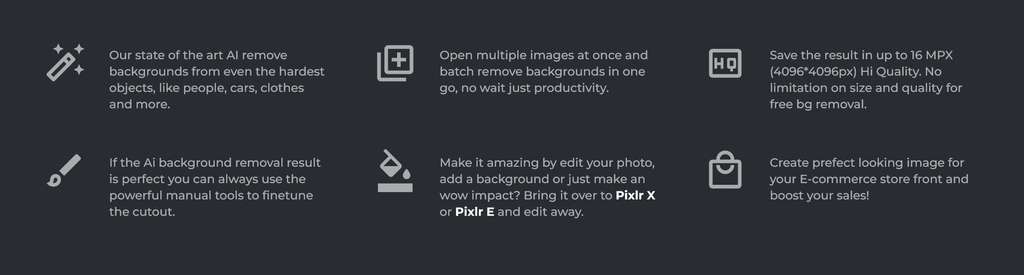 Our state of the art AI remove
backgrounds from even the hardest
objects, like people, cars, clothes
and more.
Open multiple images at once and
batch remove backgrounds in one
go, no wait just productivity.
HQ
Save the result in up to 16 MPX
(4096*4096px) Hi Quality. No
limitation on size and quality for
free bg removal.
If the Ai background removal result
is perfect you can always use the
powerful manual tools to finetune
the cutout.
Make it amazing by edit your photo,
add a background or just make an
wow impact? Bring it over to Pixlr X
or Pixlr E and edit away.
Create prefect looking image for
your E-commerce store front and
boost your sales!